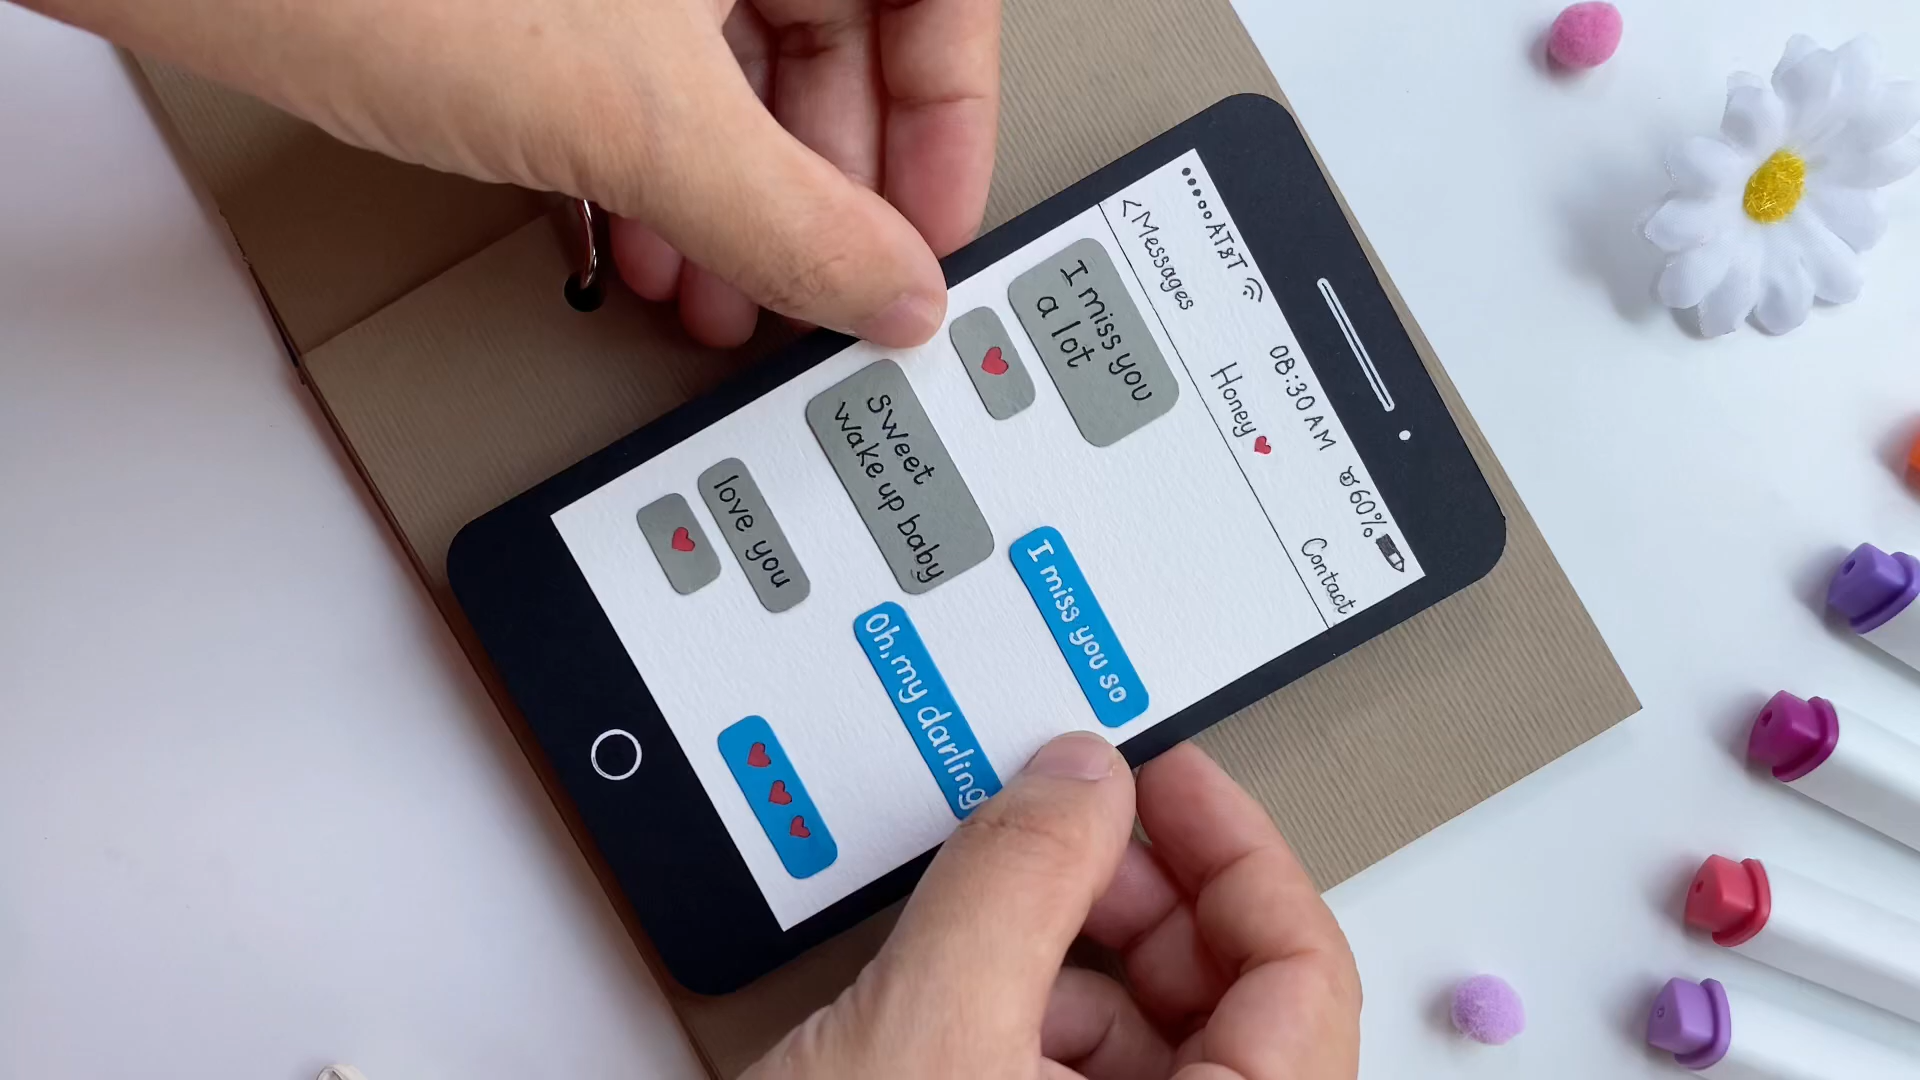 AT&T 08:30 AM 60%
<Messages Honey Contact
I miss you
a lot
I miss you so
Sweet
wake up baby
Oh, my darling
love you